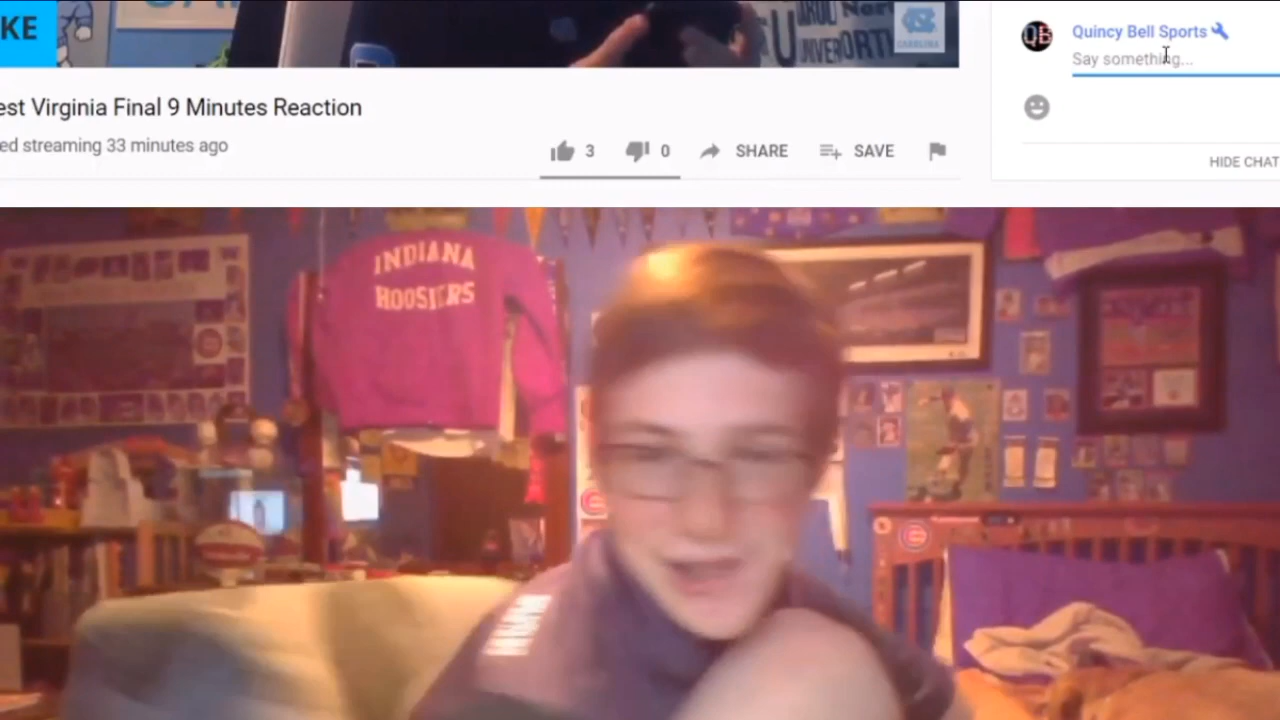 KE
CAROLINA
Quincy Bell Sports
Say something...
est Virginia Final 9 Minutes Reaction
ed streaming 33 minutes ago
3
0
SHARE
SAVE
HIDE CHAT
INDIANA
HOOSIERS